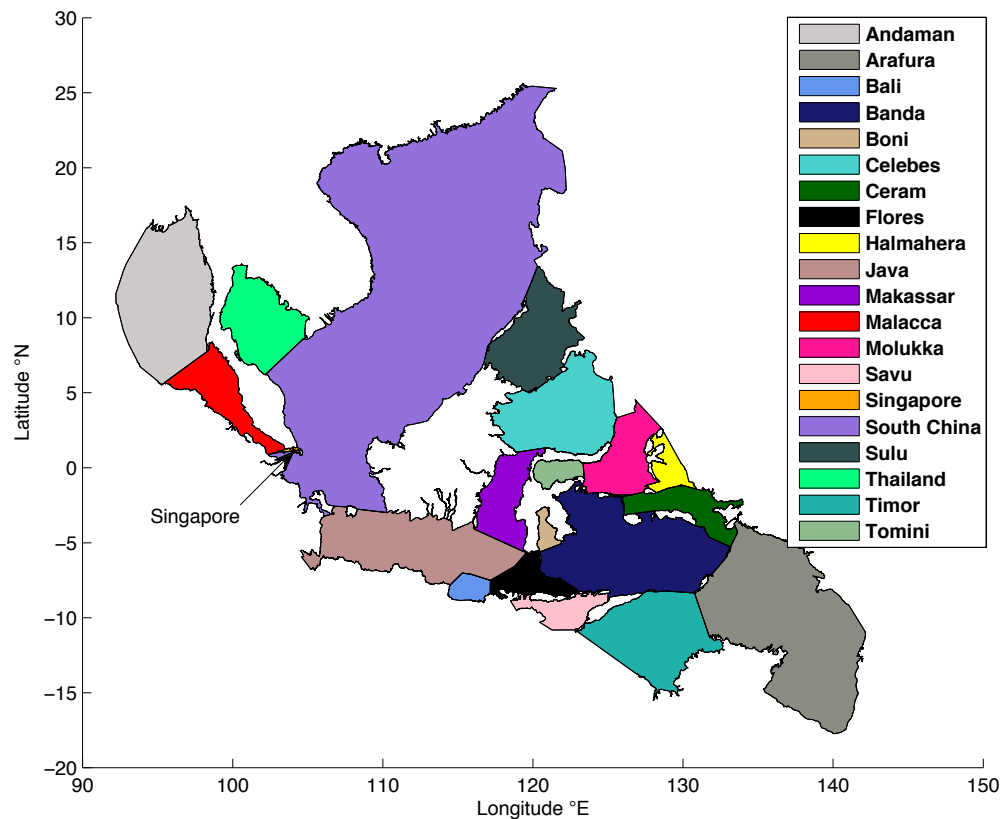 30
25
20
15
10
5
0
−5
−10
−15
−20
Latitude °N
90
100
110
120
130
140
150
Longitude °E
Singapore
Andaman
Arafura
Bali
Banda
Boni
Celebes
Ceram
Flores
Halmahera
Java
Makassar
Malacca
Molukka
Savu
Singapore
South China
Sulu
Thailand
Timor
Tomini